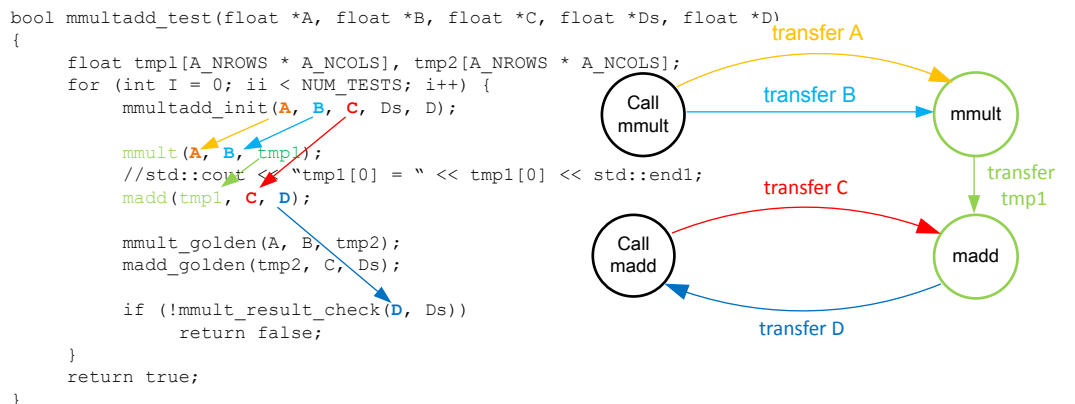 bool mmultadd_test(float *A, float *B, float *C, float *Ds, float *D)
{
float tmp1[A_NROWS * A_NCOLS], tmp2[A_NROWS * A_NCOLS];
for (int I = 0; ii < NUM_TESTS; i++) {
mmultadd_init(A, B, C, Ds, D);
mmult(A, B, tmp1);
//std::cout << “tmp1[0] = “ << tmp1[0] << std::end1;
madd(tmp1, C, D);
mmult_golden(A, B, tmp2);
madd_golden(tmp2, C, Ds);
if (!mmult_result_check(D, Ds))
return false;
}
return true;
}
transfer A
Call
mmult
transfer B
mmult
transfer
tmp1
transfer C
Call
madd
madd
transfer D